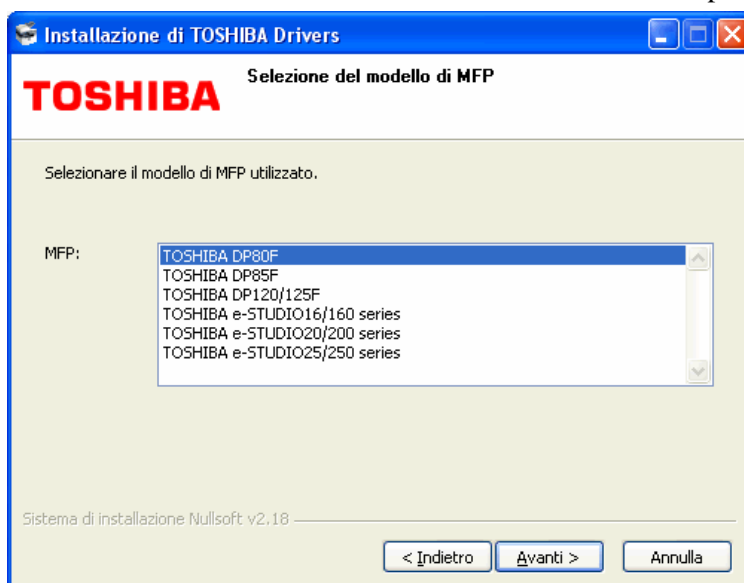 Installazione di TOSHIBA Drivers
TOSHIBA
Selezione del modello di MFP
Selezionare il modello di MFP utilizzato.
MFP:
TOSHIBA DP80F
TOSHIBA DP85F
TOSHIBA DP120/125F
TOSHIBA e-STUDIO16/160 series
TOSHIBA e-STUDIO20/200 series
TOSHIBA e-STUDIO25/250 series
Sistema di installazione Nullsoft v2.18
< Indietro
Avanti >
Annulla